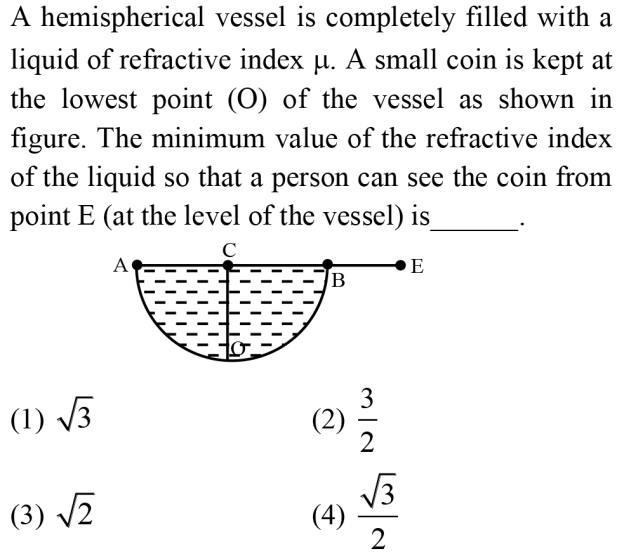 A hemispherical vessel is completely filled with a
liquid of refractive index μ. A small coin is kept at
the lowest point (O) of the vessel as shown in
figure. The minimum value of the refractive index
of the liquid so that a person can see the coin from
point E (at the level of the vessel) is______.
C
A
E
B
O
(1) √3
(2) 3/2
(3) √2
(4) √3/2